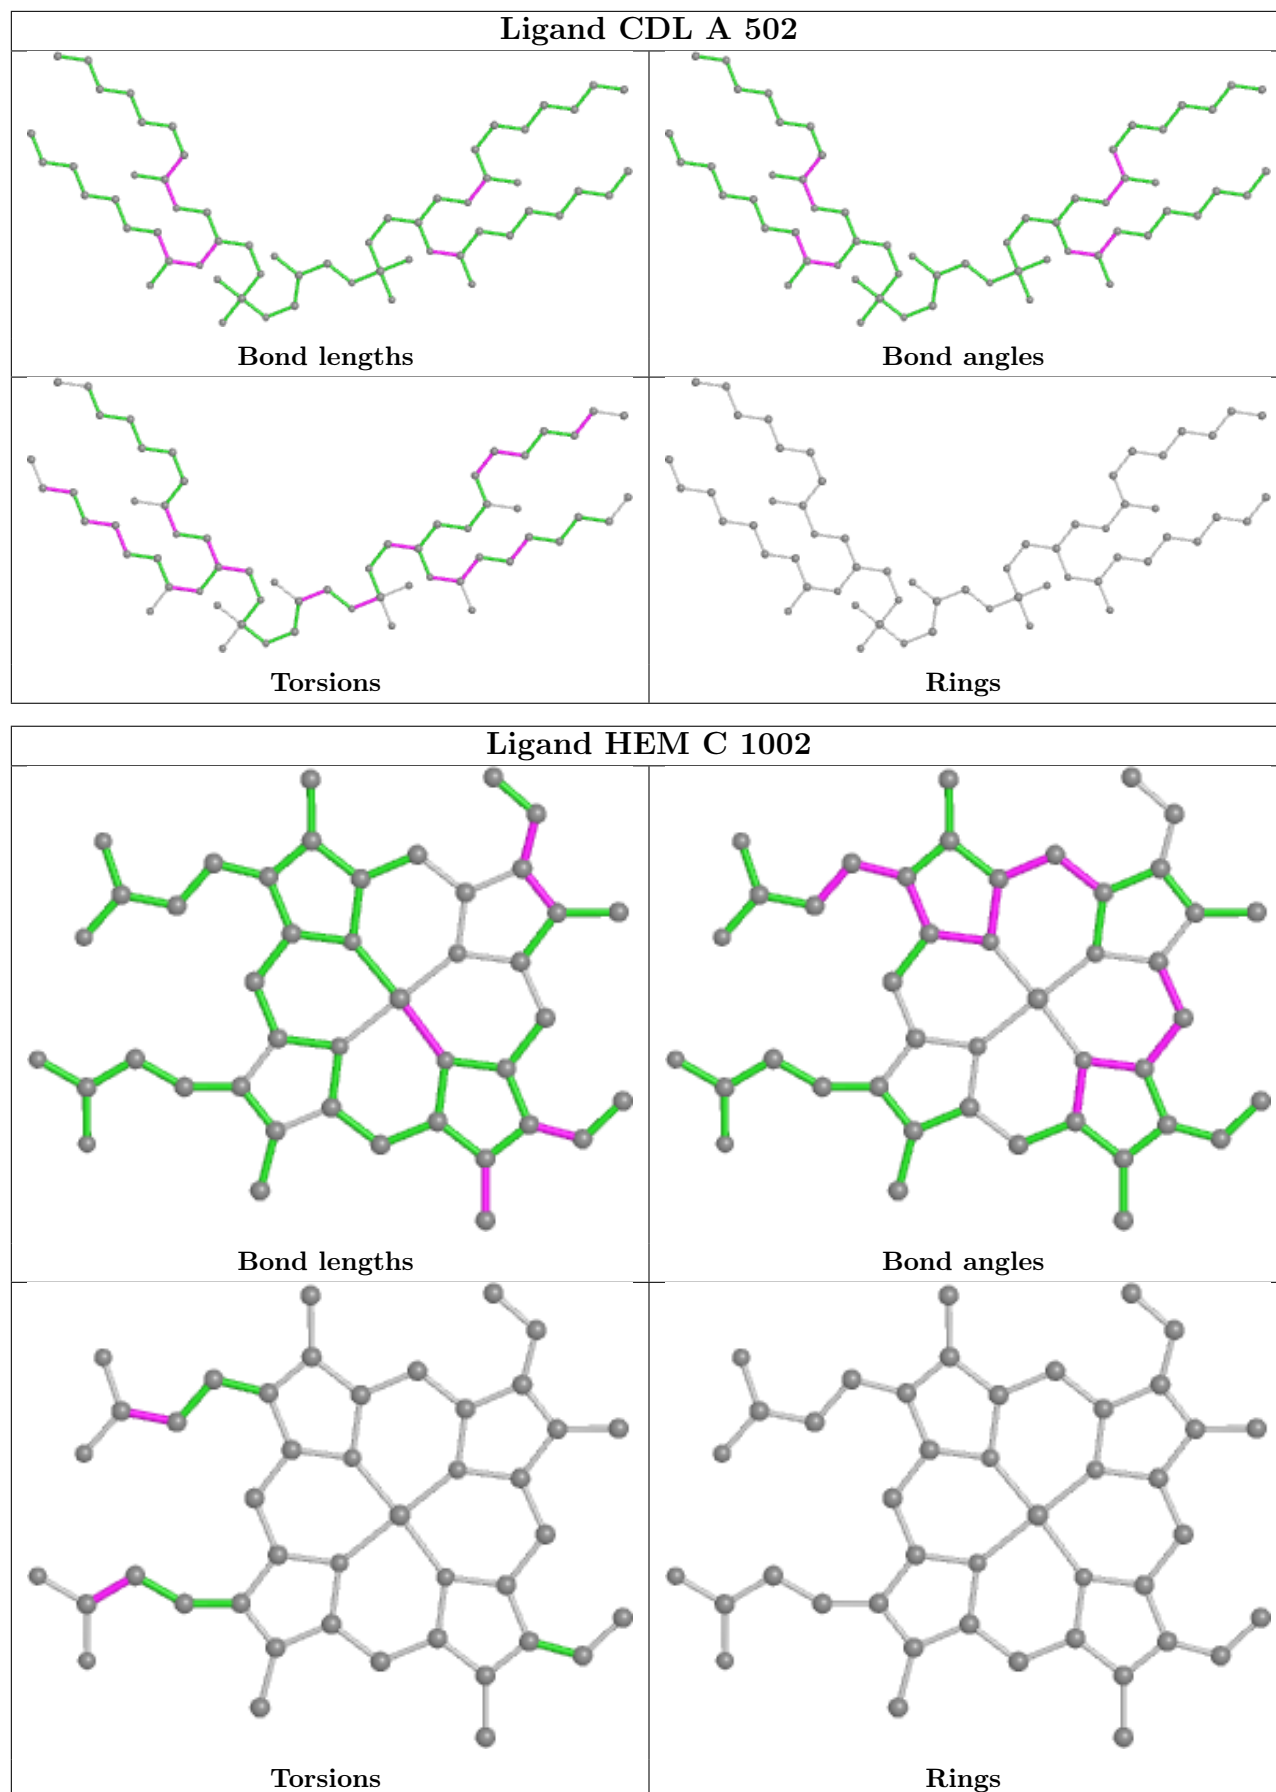 Ligand CDL A 502
Bond lengths
Bond angles
Torsions
Rings
Ligand HEM C 1002
Bond lengths
Bond angles
Torsions
Rings